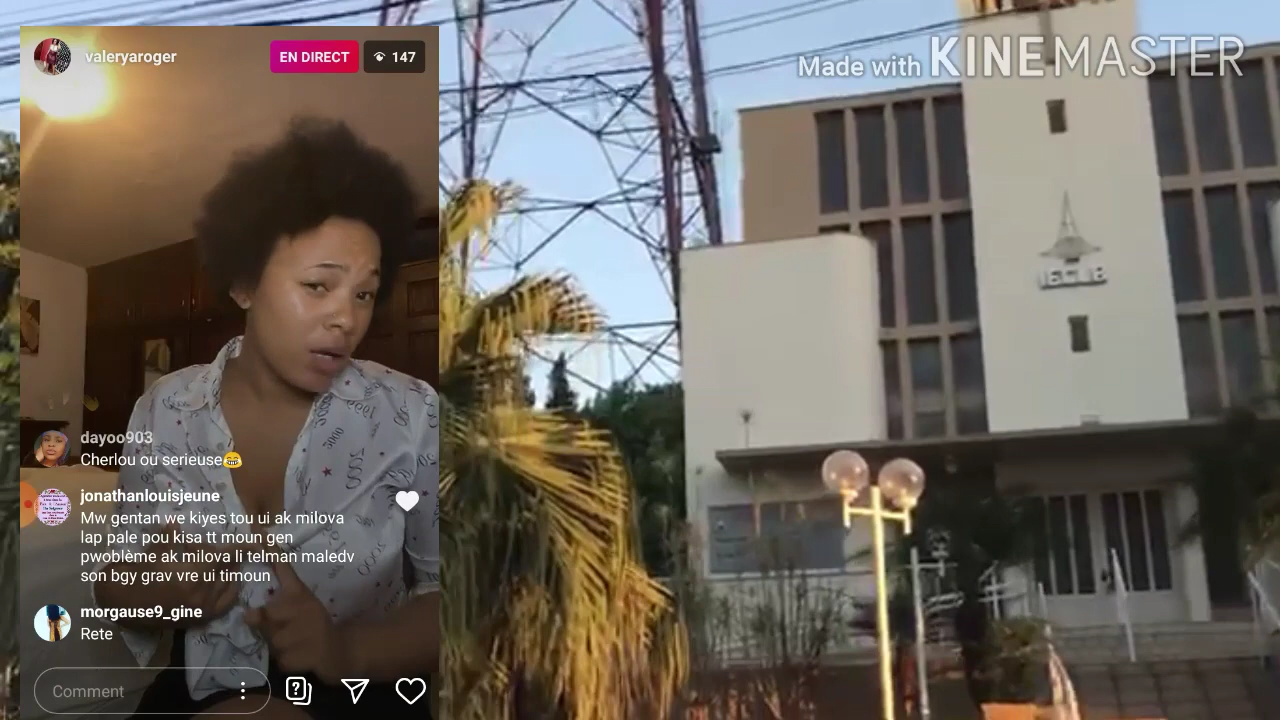 valeryaroger
EN DIRECT
147
Made with KINEMASTER
dayoo903
Cherlou ou serieuse😂
jonathanlouisjeune
Mw gentan we kiyes tou ui ak milova
lap pale pou kisa tt moun gen
pwoblème ak milova li telman maledv
son bgy grav vre ui timoun
morgause9_gine
Rete
Comment